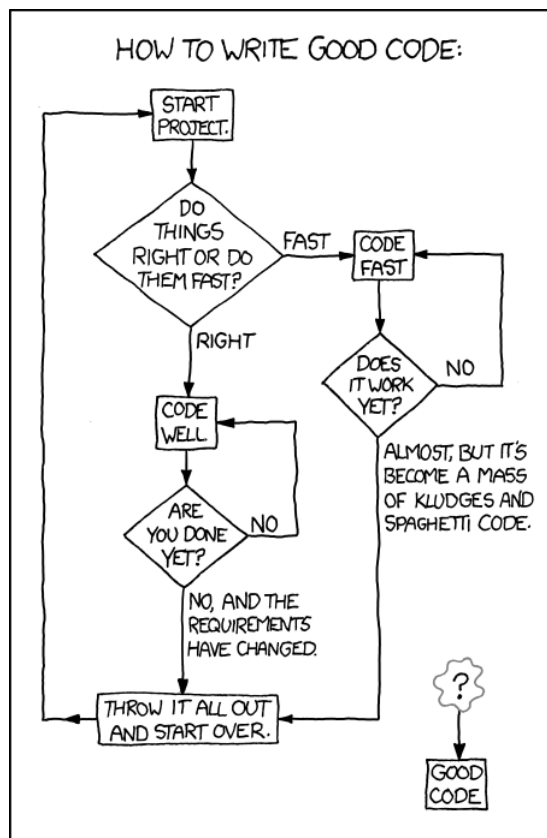 HOW TO WRITE GOOD CODE:
START
PROJECT.
DO
THINGS
RIGHT OR DO
THEM FAST?
FAST
CODE
FAST
RIGHT
DOES
IT WORK
YET?
NO
CODE
WELL
ALMOST, BUT IT'S
BECOME A MASS
OF KLUDGES AND
SPAGHETTI CODE.
ARE
YOU DONE
YET?
NO
NO, AND THE
REQUIREMENTS
HAVE CHANGED.
THROW IT ALL OUT
AND START OVER.
?
GOOD
CODE